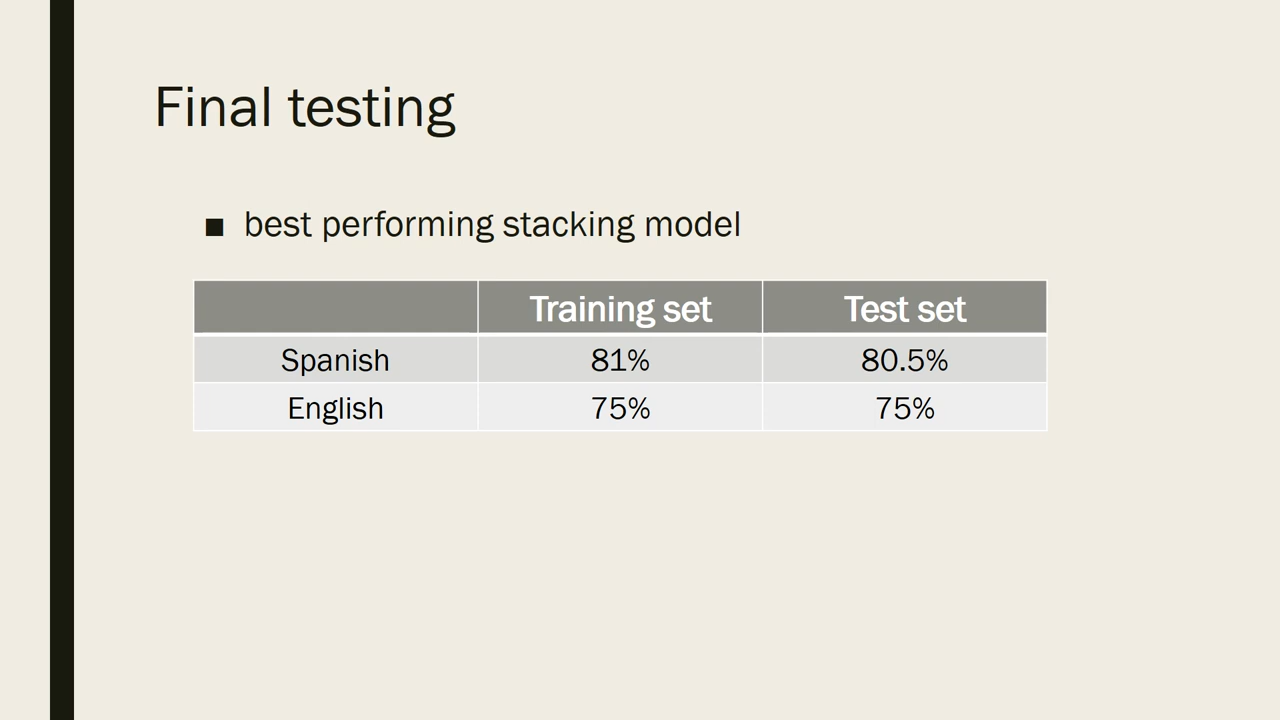 Final testing
■ best performing stacking model
Training set Test set
Spanish 81% 80.5%
English 75% 75%